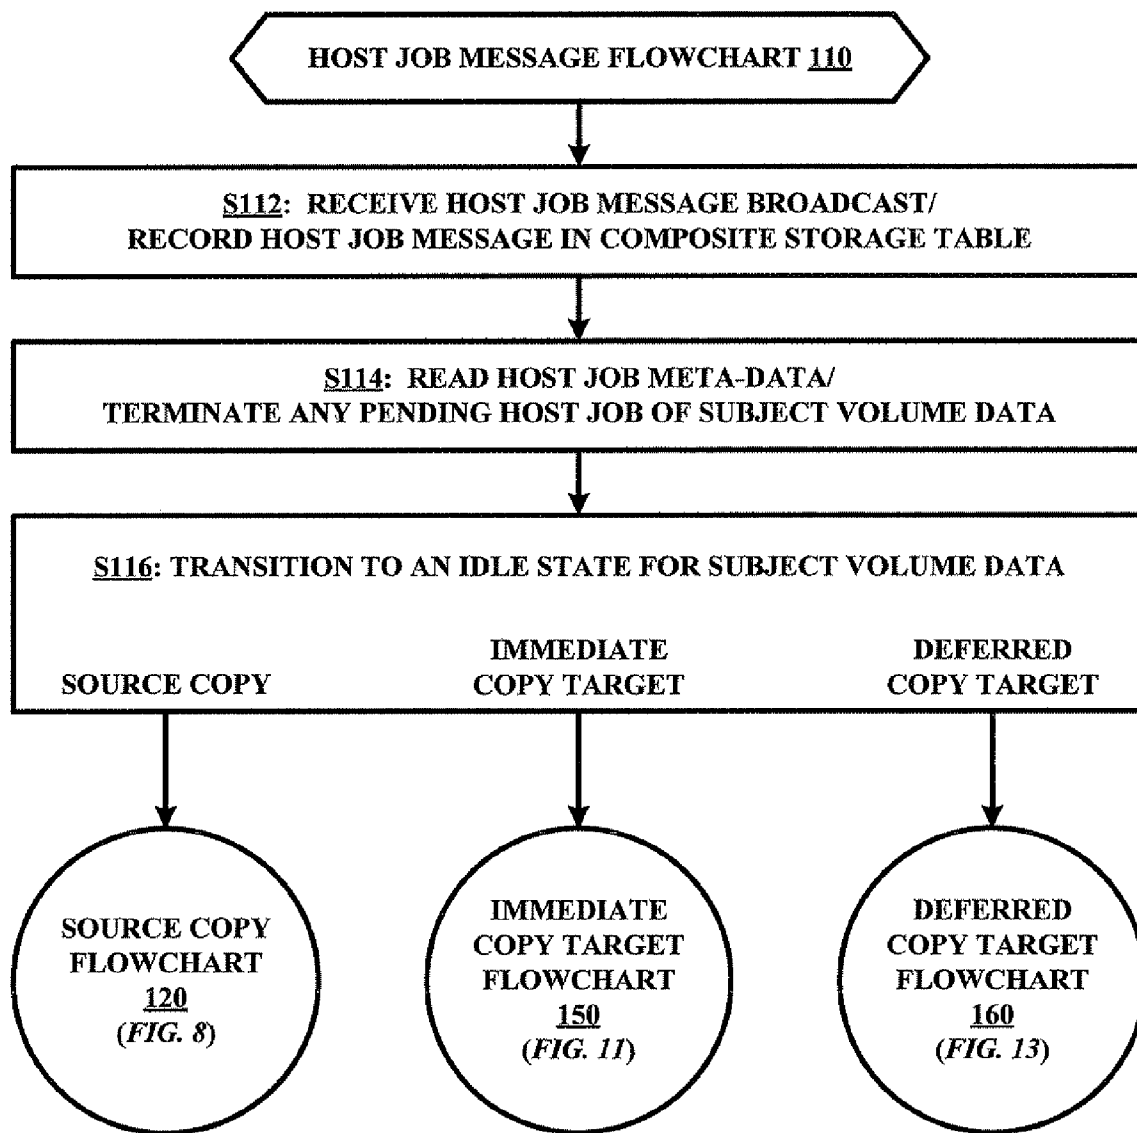 HOST JOB MESSAGE FLOWCHART 110
S112: RECEIVE HOST JOB MESSAGE BROADCAST/
RECORD HOST JOB MESSAGE IN COMPOSITE STORAGE TABLE
S114: READ HOST JOB META-DATA/
TERMINATE ANY PENDING HOST JOB OF SUBJECT VOLUME DATA
S116: TRANSITION TO AN IDLE STATE FOR SUBJECT VOLUME DATA
SOURCE COPY
IMMEDIATE
COPY TARGET
DEFERRED
COPY TARGET
SOURCE COPY
FLOWCHART
120
(FIG. 8)
IMMEDIATE
COPY TARGET
FLOWCHART
150
(FIG. 11)
DEFERRED
COPY TARGET
FLOWCHART
160
(FIG. 13)